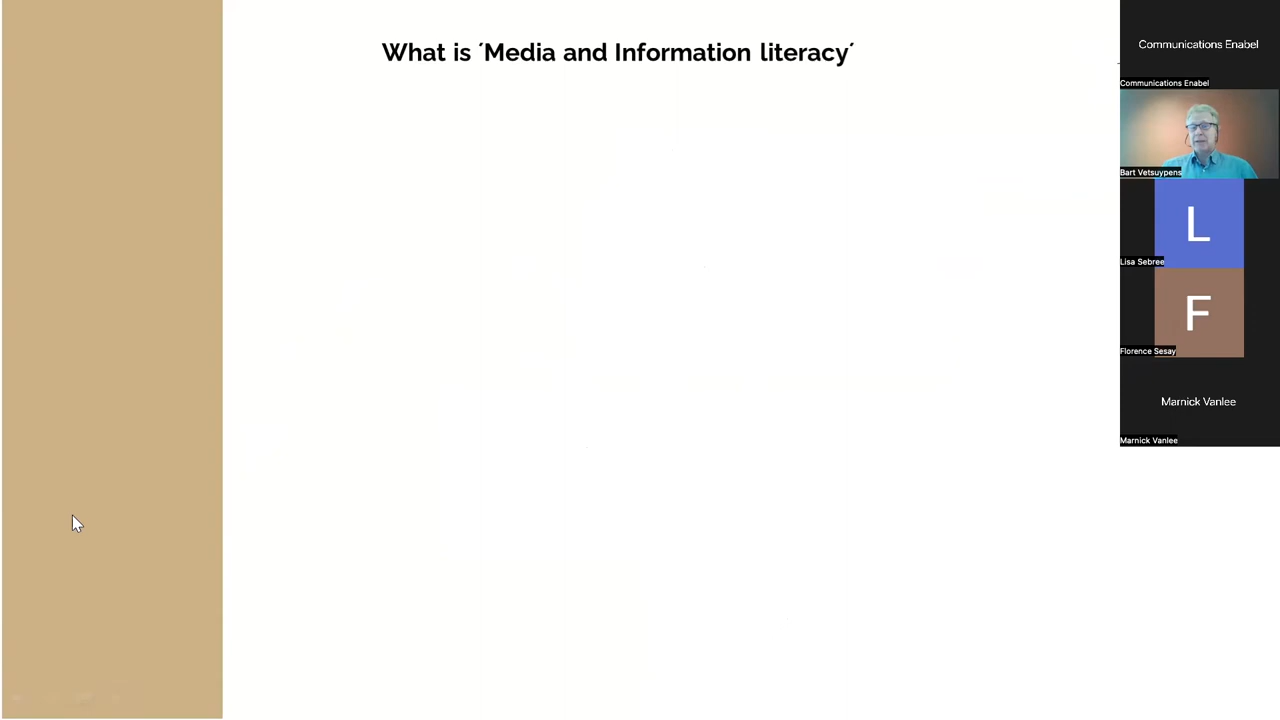 What is ´Media and Information literacy´
Communications Enabel
Communications Enabel
Bart Vetsuypens
L
Lisa Sebree
F
Florence Sesay
Marnick Vanlee
Marnick Vanlee